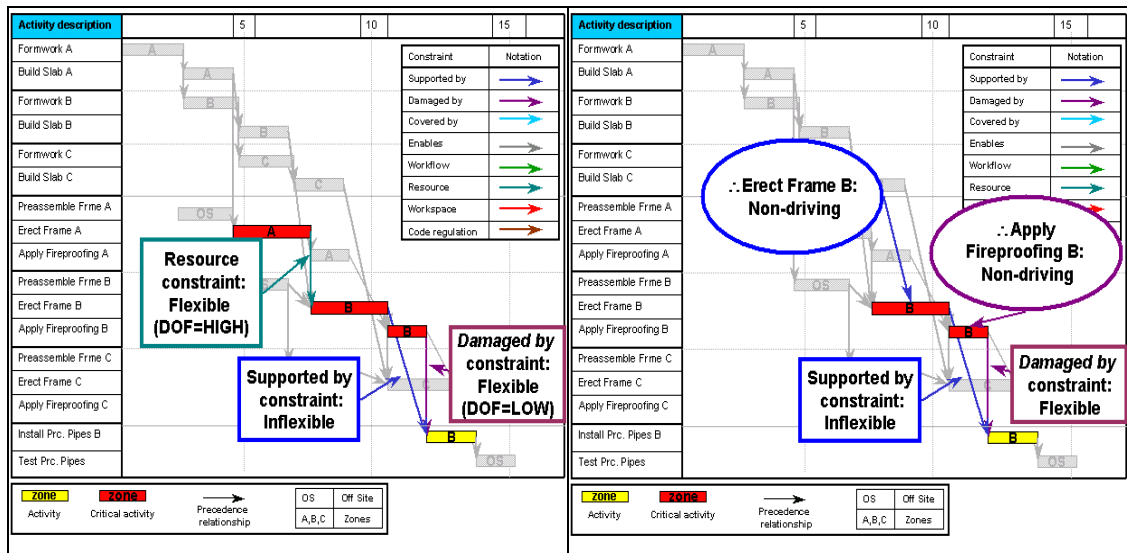 Activity description 5 10 15
Formwork A
Build Slab A
Formwork B
Build Slab B
Formwork C
Build Slab C
Preassemble Frme A
Erect Frame A
Apply Fireproofing A
Preassemble Frme B
Erect Frame B
Apply Fireproofing B
Preassemble Frme C
Erect Frame C
Apply Fireproofing C
Install Prc. Pipes B
Test Prc. Pipes
A
A
B
B
C
C
OS
A
A
S
B
B
C
B
OS
Constraint Notation
Supported by
Damaged by
Covered by
Enables
Workflow
Resource
Workspace
Code regulation
Resource
constraint:
Flexible
(DOF=HIGH)
Supported by
constraint:
Inflexible
Damaged by
constraint:
Flexible
(DOF=LOW)
zone zone OS Off Site
Activity Critical activity Precedence
relationship A,B,C Zones
Activity description 5 10 15
Formwork A
Build Slab A
Formwork B
Build Slab B
Formwork C
Build Slab C
Preassemble Frme A
Erect Frame A
Apply Fireproofing A
Preassemble Frme B
Erect Frame B
Apply Fireproofing B
Preassemble Frme C
Erect Frame C
Apply Fireproofing C
Install Prc. Pipes B
Test Prc. Pipes
A
A
B
B
C
A
OS
B
B
C
B
OS
Constraint Notation
Supported by
Damaged by
Covered by
Enables
Workflow
Resource
∴Erect Frame B:
Non-driving
∴Apply
Fireproofing B:
Non-driving
Supported by
constraint:
Inflexible
Damaged by
constraint:
Flexible
zone zone OS Off Site
Activity Critical activity Precedence
relationship A,B,C Zones